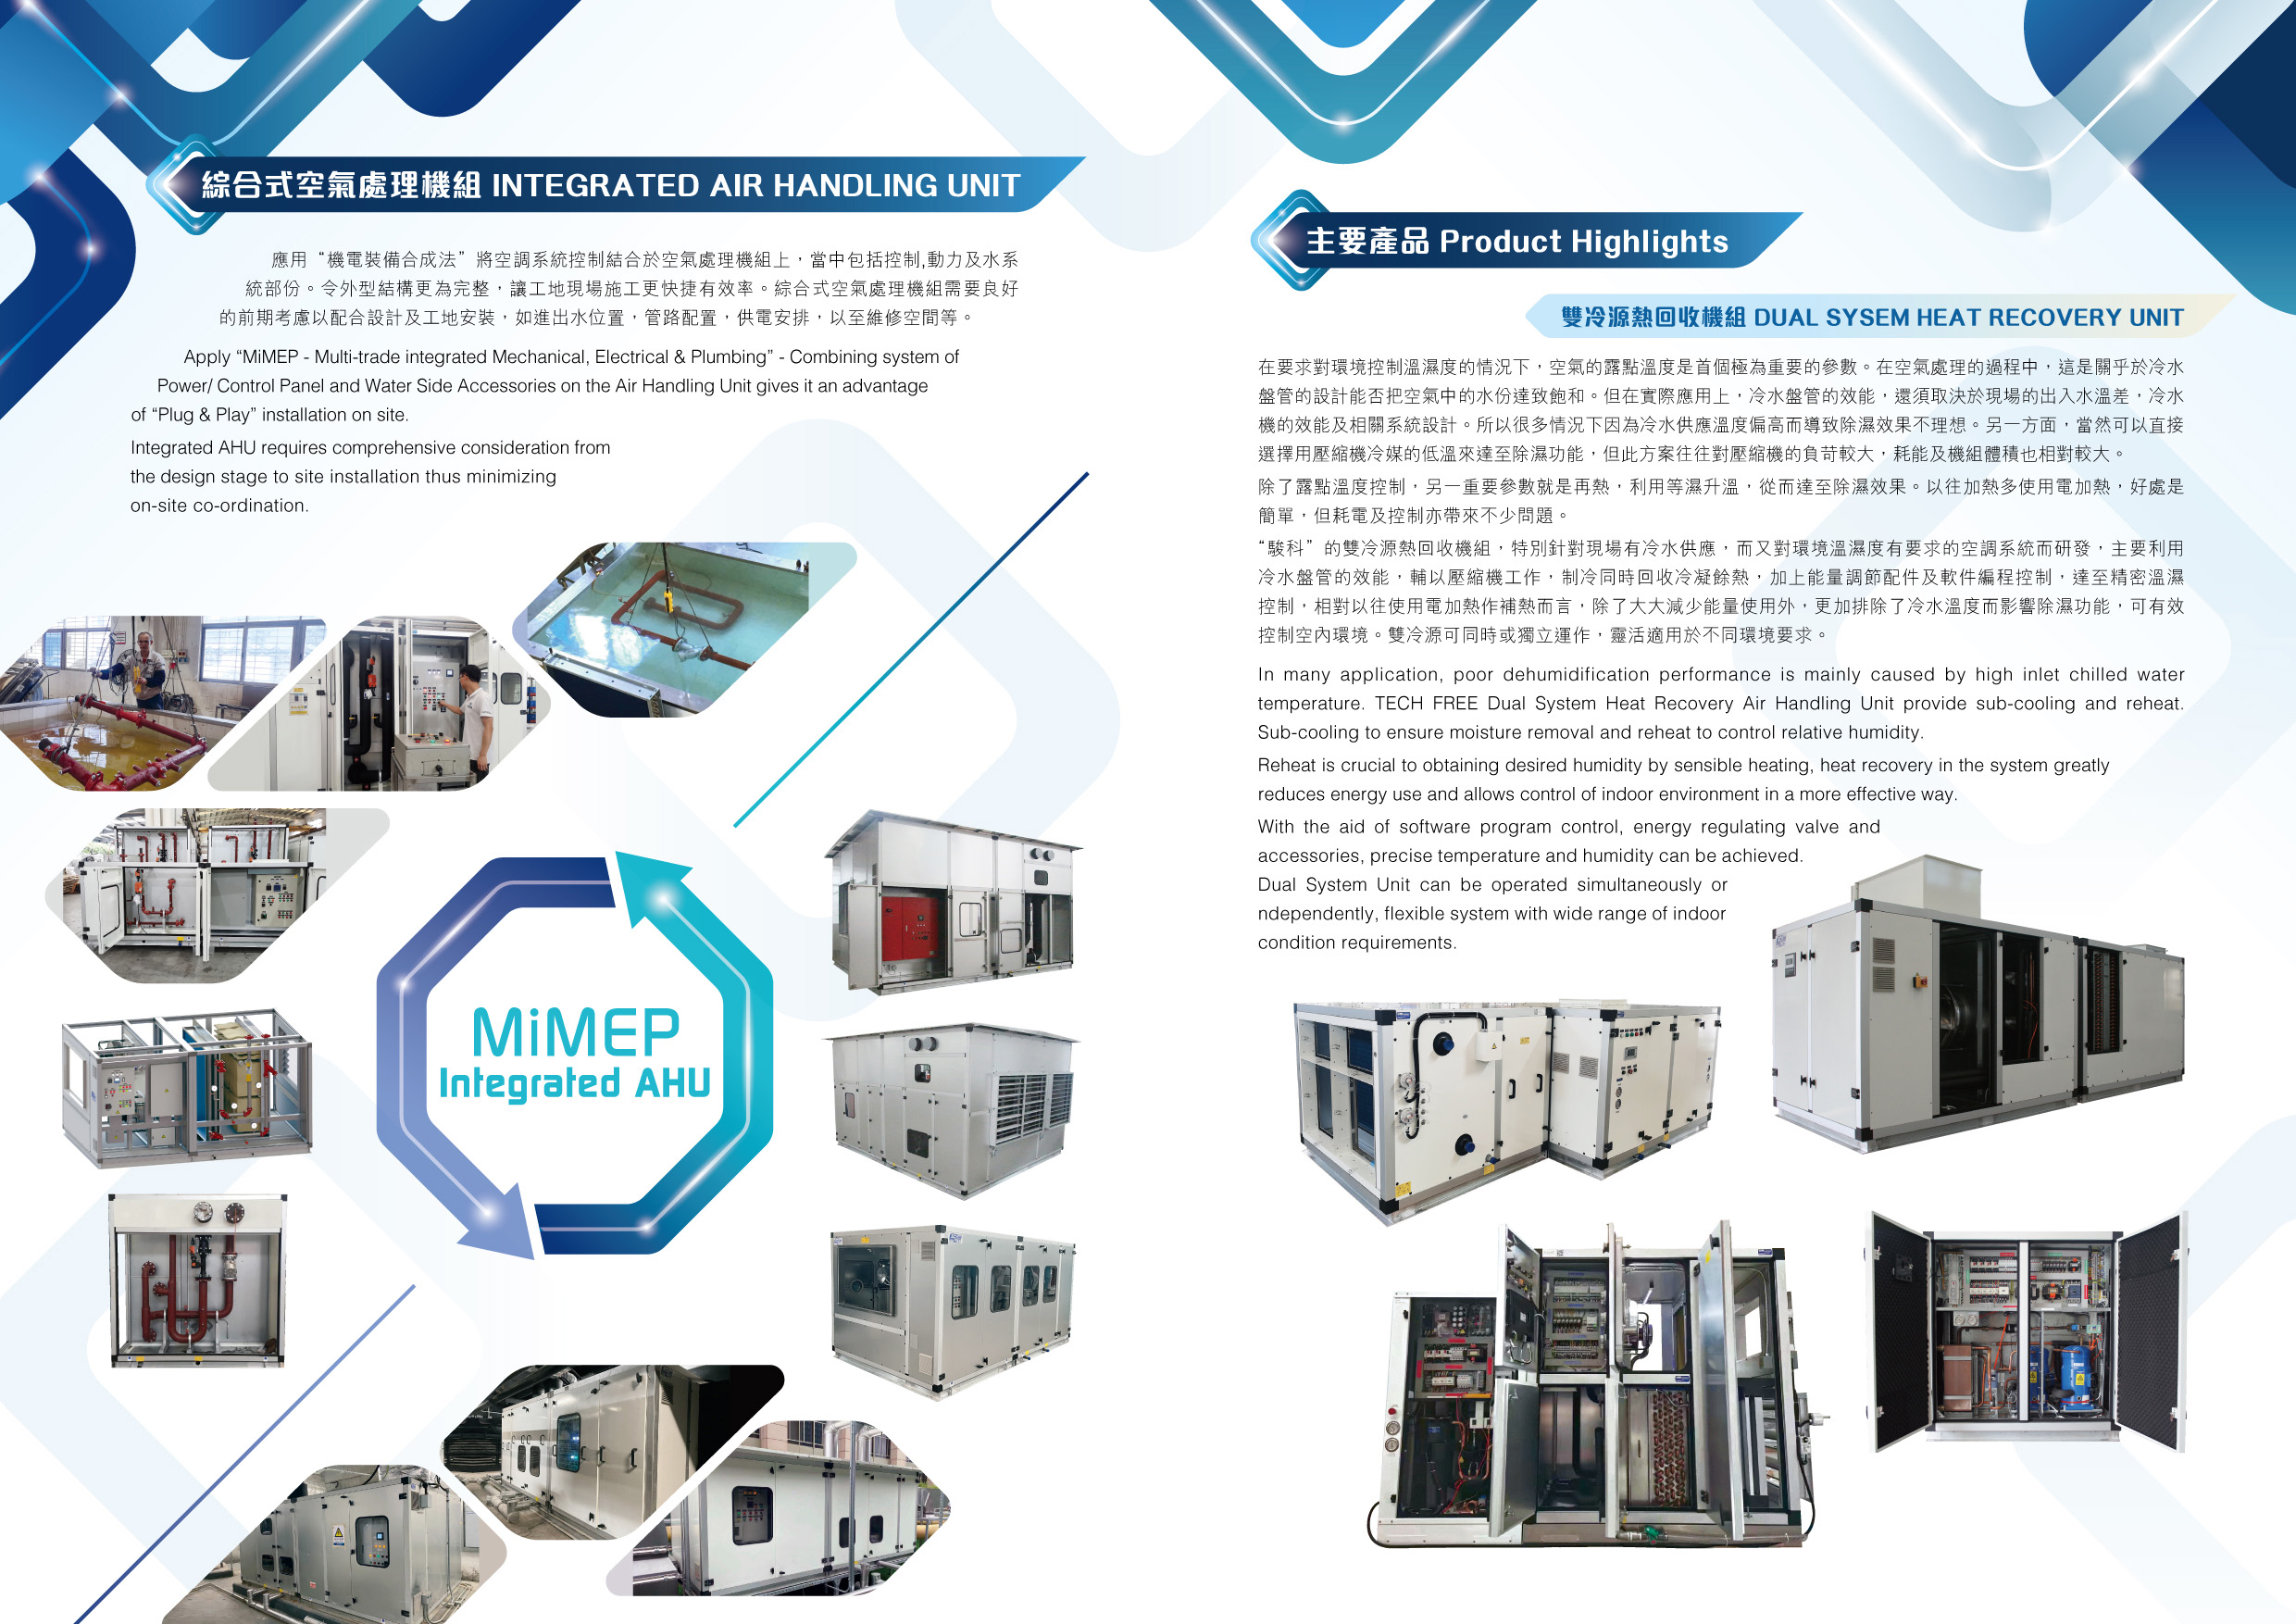 綜合式空氣處理機組 INTEGRATED AIR HANDLING UNIT
應用“機電裝備合成法”將空調系統控制結合於空氣處理機組上，當中包括控制,動力及水系
統部份。令外型結構更為完整，讓工地現場施工更快捷有效率。綜合式空氣處理機組需要良好
的前期考慮以配合設計及工地安裝，如進出水位置，管路配置，供電安排，以至維修空間等。
Apply “MiMEP - Multi-trade integrated Mechanical, Electrical & Plumbing” - Combining system of
Power/ Control Panel and Water Side Accessories on the Air Handling Unit gives it an advantage
of “Plug & Play” installation on site.
Integrated AHU requires comprehensive consideration from
the design stage to site installation thus minimizing
on-site co-ordination.
MiMEP
Integrated AHU
主要產品 Product Highlights
雙冷源熱回收機組 DUAL SYSEM HEAT RECOVERY UNIT
在要求對環境控制溫濕度的情況下，空氣的露點溫度是首個極為重要的參數。在空氣處理的過程中，這是關乎於冷水
盤管的設計能否把空氣中的水份達致飽和。但在實際應用上，冷水盤管的效能，還須取決於現場的出入水溫差，冷水
機的效能及相關系統設計。所以很多情況下因為冷水供應溫度偏高而導致除濕效果不理想。另一方面，當然可以直接
選擇用壓縮機冷媒的低溫來達至除濕功能，但此方案往往對壓縮機的負苛較大，耗能及機組體積也相對較大。
除了露點溫度控制，另一重要參數就是再熱，利用等濕升溫，從而達至除濕效果。以往加熱多使用電加熱，好處是
簡單，但耗電及控制亦帶來不少問題。
“駿科”的雙冷源熱回收機組，特別針對現場有冷水供應，而又對環境溫濕度有要求的空調系統而研發，主要利用
冷水盤管的效能，輔以壓縮機工作，制冷同時回收冷凝餘熱，加上能量調節配件及軟件編程控制，達至精密溫濕
控制，相對以往使用電加熱作補熱而言，除了大大減少能量使用外，更加排除了冷水溫度而影響除濕功能，可有效
控制空內環境。雙冷源可同時或獨立運作，靈活適用於不同環境要求。
In many application, poor dehumidification performance is mainly caused by high inlet chilled water
temperature. TECH FREE Dual System Heat Recovery Air Handling Unit provide sub-cooling and reheat.
Sub-cooling to ensure moisture removal and reheat to control relative humidity.
Reheat is crucial to obtaining desired humidity by sensible heating, heat recovery in the system greatly
reduces energy use and allows control of indoor environment in a more effective way.
With the aid of software program control, energy regulating valve and
accessories, precise temperature and humidity can be achieved.
Dual System Unit can be operated simultaneously or
ndependently, flexible system with wide range of indoor
condition requirements.